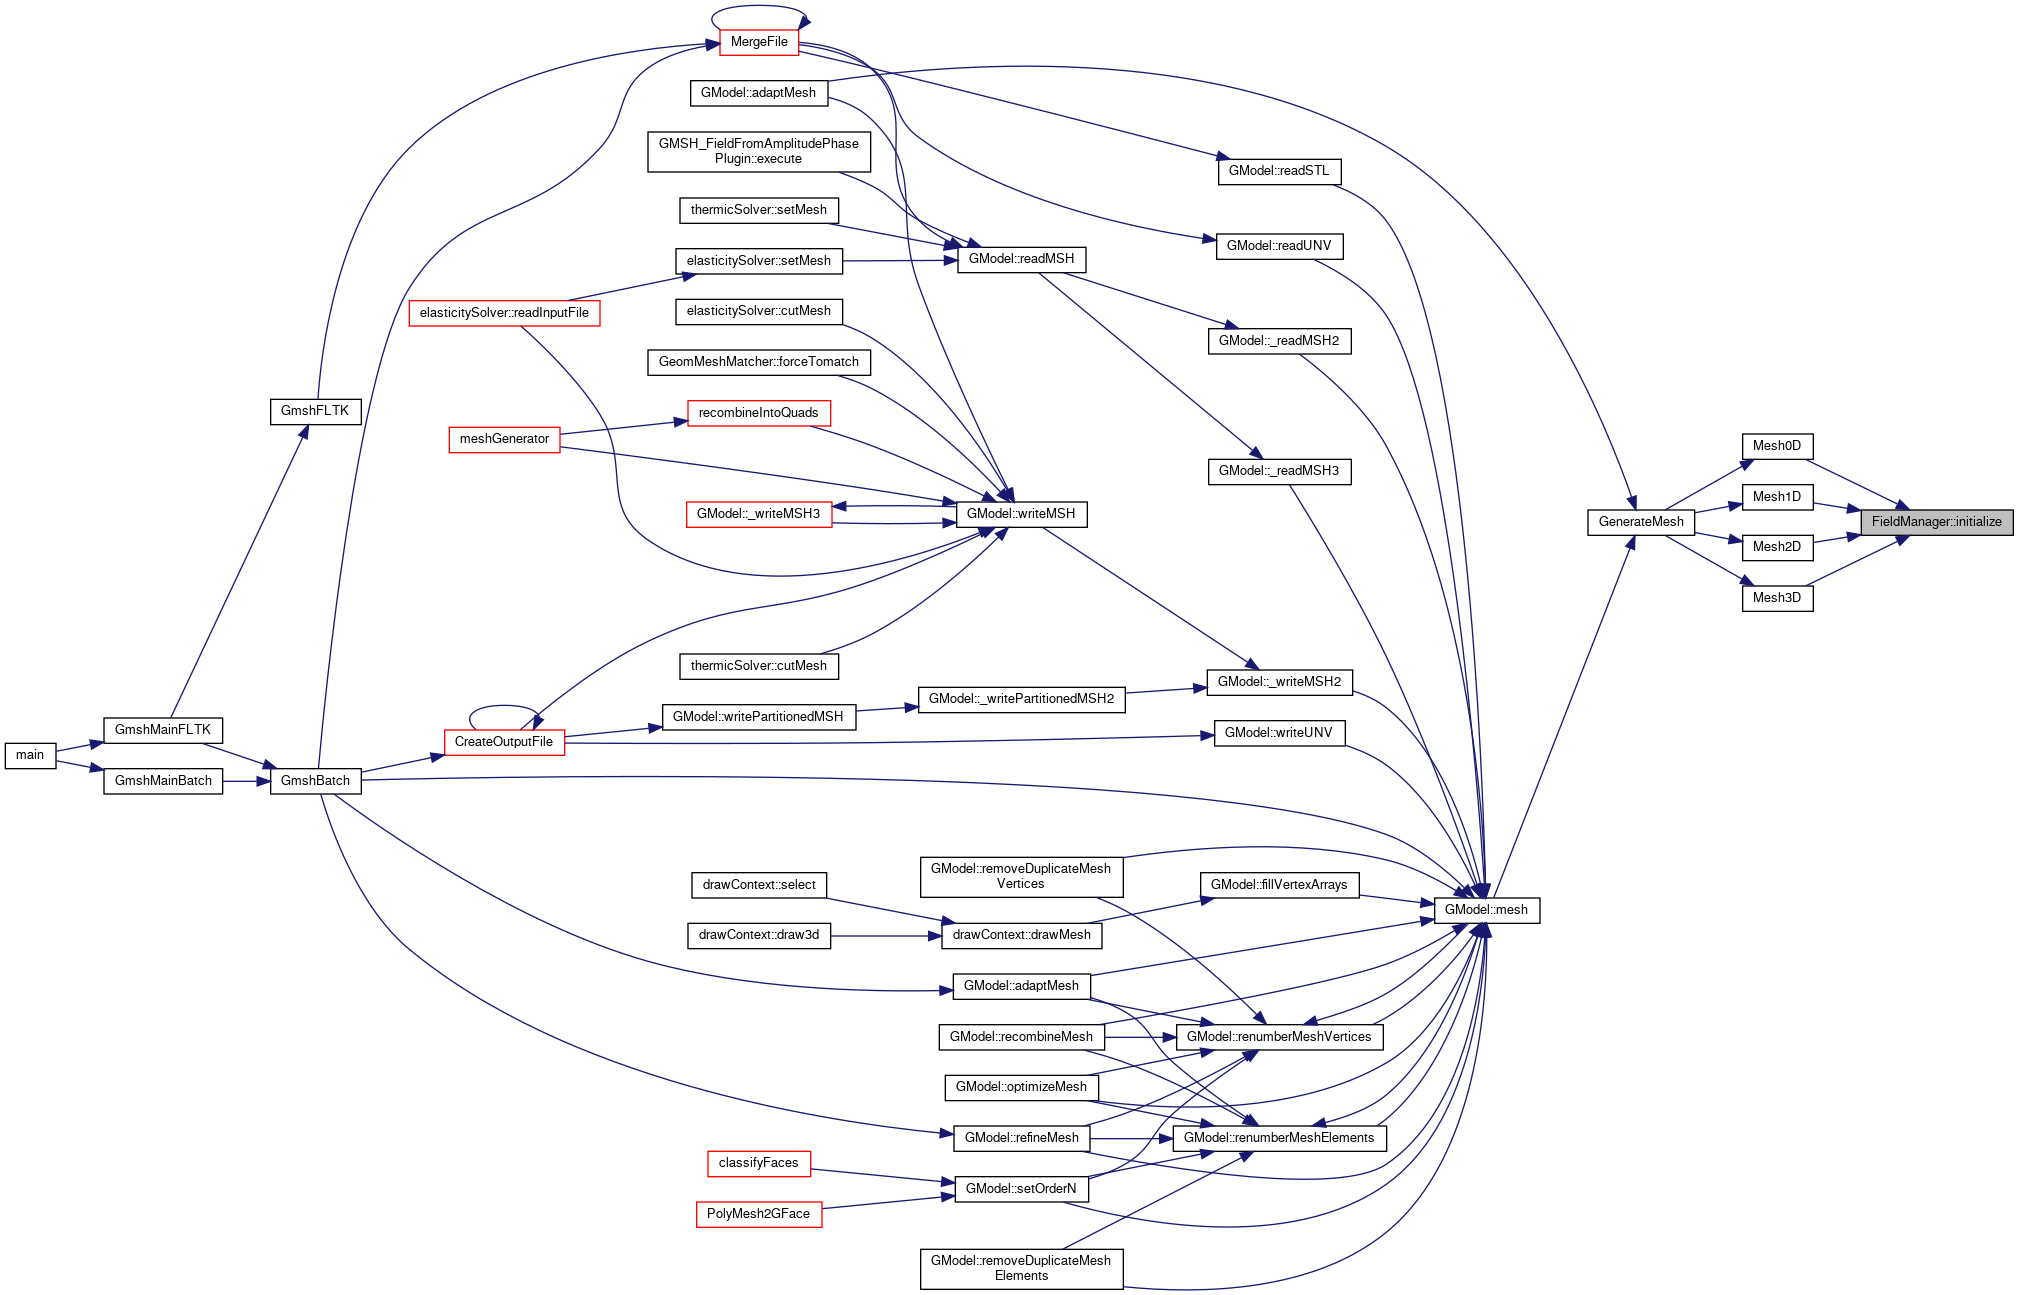 MergeFile
GModel::adaptMesh
GMSH_FieldFromAmplitudePhase
Plugin::execute
GModel::readSTL
thermicSolver::setMesh
GModel::readUNV
elasticitySolver::setMesh
GModel::readMSH
elasticitySolver::readInputFile
elasticitySolver::cutMesh
GModel::_readMSH2
GeomMeshMatcher::forceTomatch
GmshFLTK
recombineIntoQuads
meshGenerator
Mesh0D
GModel::_readMSH3
Mesh1D
GModel::_writeMSH3
GModel::writeMSH
GenerateMesh
FieldManager::initialize
Mesh2D
Mesh3D
thermicSolver::cutMesh
GModel::_writeMSH2
GModel::_writePartitionedMSH2
GModel::writePartitionedMSH
GmshMainFLTK
GModel::writeUNV
CreateOutputFile
main
GmshMainBatch
GmshBatch
GModel::removeDuplicateMesh
Vertices
drawContext::select
GModel::fillVertexArrays
GModel::mesh
drawContext::draw3d
drawContext::drawMesh
GModel::adaptMesh
GModel::recombineMesh
GModel::renumberMeshVertices
GModel::optimizeMesh
GModel::refineMesh
GModel::renumberMeshElements
classifyFaces
GModel::setOrderN
PolyMesh2GFace
GModel::removeDuplicateMesh
Elements